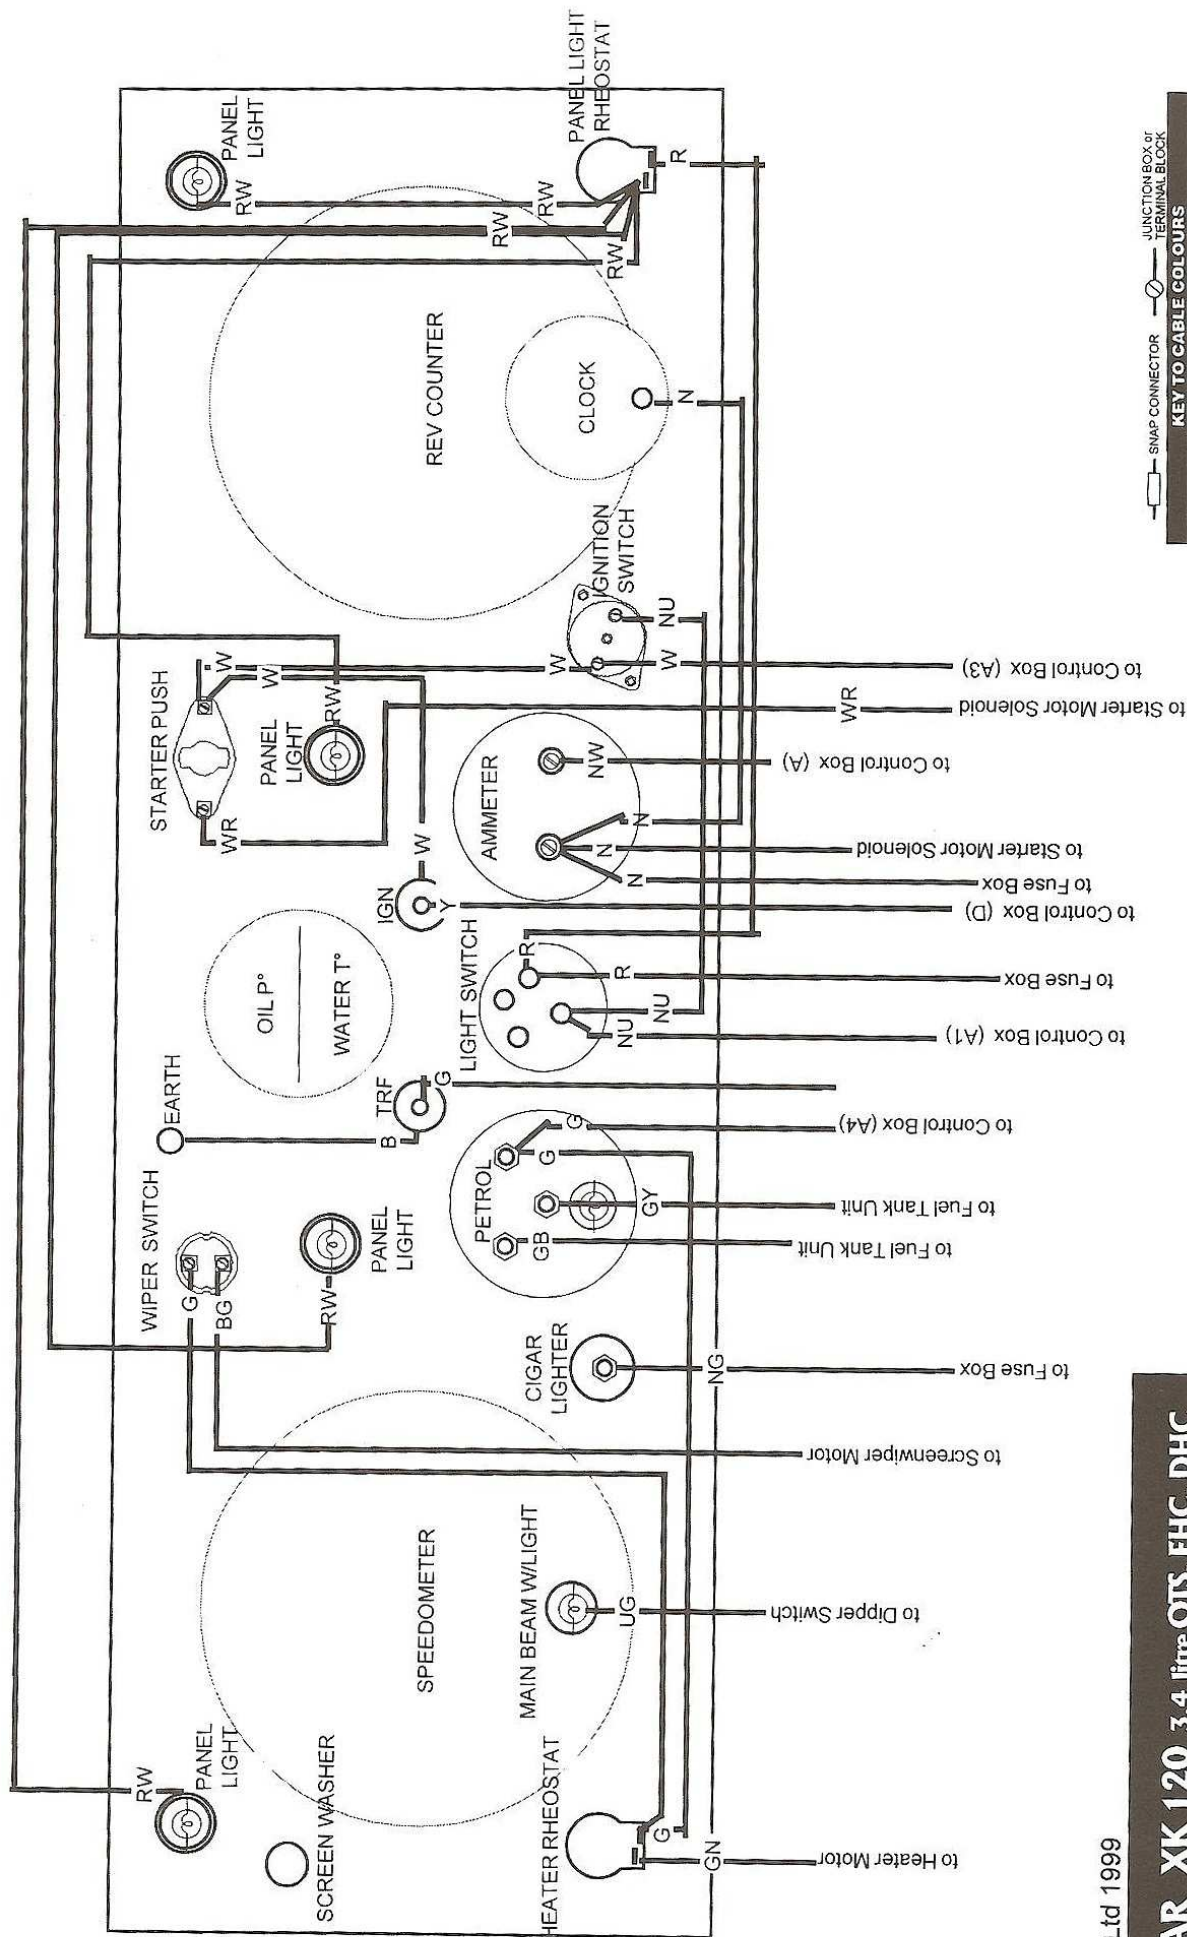 PANEL
LIGHT
RW
SCREEN WASHER
HEATER RHEOSTAT
G
GN
to Heater Motor
SPEEDOMETER
MAIN BEAM W/LIGHT
UG
to Dipper Switch
WIPER SWITCH
G
BG
to Screenwiper Motor
PANEL
LIGHT
RW
CIGAR
LIGHTER
NG
to Fuse Box
EARTH
B
TRF
G
PETROL
G
G
GY
GB
to Control Box (A4)
to Fuel Tank Unit
to Fuel Tank Unit
OIL P°
WATER T°
LIGHT SWITCH
R
R
NU
NU
to Fuse Box
to Control Box (A1)
STARTER PUSH
W
W
WR
PANEL
LIGHT
RW
IGN
W
Y
to Control Box (D)
AMMETER
NW
N
N
N
to Control Box (A)
to Starter Motor Solenoid
to Fuse Box
IGNITION
SWITCH
W
W
NU
to Control Box (A3)
WR
to Starter Motor Solenoid
REV COUNTER
CLOCK
N
PANEL
LIGHT
RW
RW
RW
RW
PANEL LIGHT
RHEOSTAT
R
SNAP CONNECTOR
JUNCTION BOX or
TERMINAL BLOCK
KEY TO CABLE COLOURS
Ltd 1999
AR XK 120 3.4 litre OTS, FHC, DHC